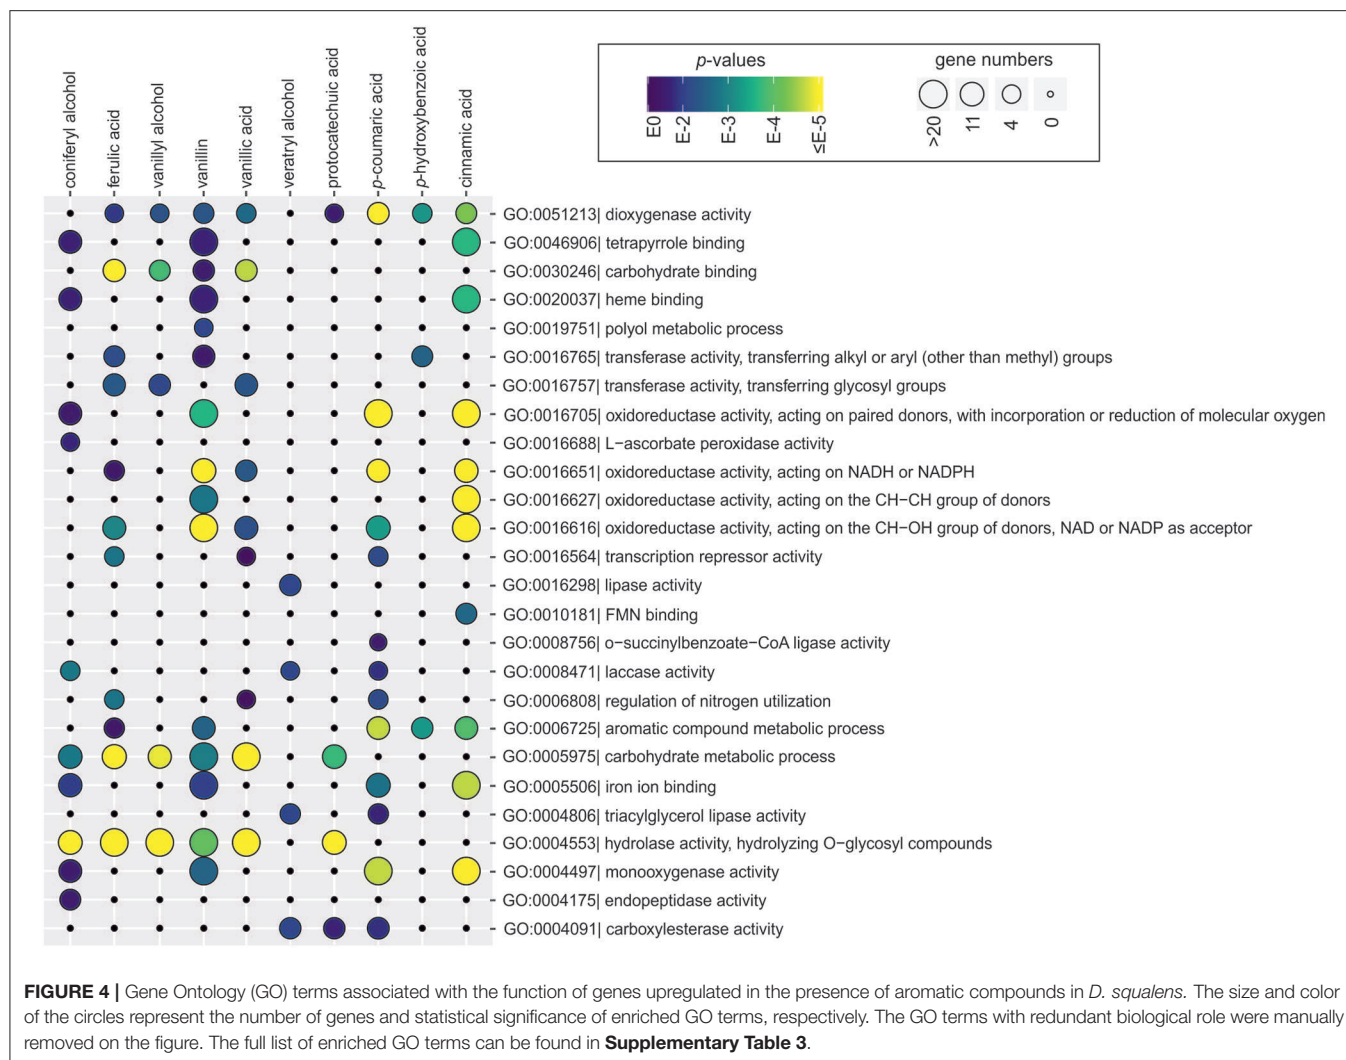 coniferyl alcohol
ferulic acid
vanillyl alcohol
vanillin
vanillic acid
veratryl alcohol
protocatechuic acid
p-coumaric acid
p-hydroxybenzoic acid
cinnamic acid
p-values
E0
E-2
E-3
E-4
≤E-5
gene numbers
>20
11
4
0
GO:0051213| dioxygenase activity
GO:0046906| tetrapyrrole binding
GO:0030246| carbohydrate binding
GO:0020037| heme binding
GO:0019751| polyol metabolic process
GO:0016765| transferase activity, transferring alkyl or aryl (other than methyl) groups
GO:0016757| transferase activity, transferring glycosyl groups
GO:0016705| oxidoreductase activity, acting on paired donors, with incorporation or reduction of molecular oxygen
GO:0016688| L−ascorbate peroxidase activity
GO:0016651| oxidoreductase activity, acting on NADH or NADPH
GO:0016627| oxidoreductase activity, acting on the CH−CH group of donors
GO:0016616| oxidoreductase activity, acting on the CH−OH group of donors, NAD or NADP as acceptor
GO:0016564| transcription repressor activity
GO:0016298| lipase activity
GO:0010181| FMN binding
GO:0008756| o−succinylbenzoate−CoA ligase activity
GO:0008471| laccase activity
GO:0006808| regulation of nitrogen utilization
GO:0006725| aromatic compound metabolic process
GO:0005975| carbohydrate metabolic process
GO:0005506| iron ion binding
GO:0004806| triacylglycerol lipase activity
GO:0004553| hydrolase activity, hydrolyzing O−glycosyl compounds
GO:0004497| monooxygenase activity
GO:0004175| endopeptidase activity
GO:0004091| carboxylesterase activity
FIGURE 4 | Gene Ontology (GO) terms associated with the function of genes upregulated in the presence of aromatic compounds in D. squalens. The size and color
of the circles represent the number of genes and statistical significance of enriched GO terms, respectively. The GO terms with redundant biological role were manually
removed on the figure. The full list of enriched GO terms can be found in Supplementary Table 3.